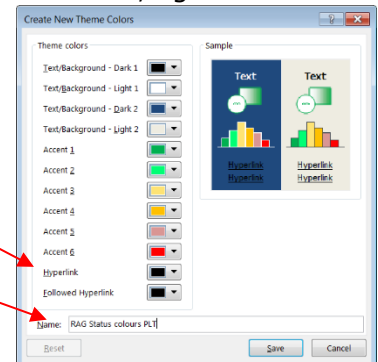 Create New Theme Colors
Theme colors
Sample
Text/Background - Dark 1
Text/Background - Light 1
Text/Background - Dark 2
Text/Background - Light 2
Accent 1
Accent 2
Accent 3
Accent 4
Accent 5
Accent 6
Hyperlink
Followed Hyperlink
Text
Text
Hyperlink
Hyperlink
Hyperlink
Hyperlink
Name: RAG Status colours PLT
Reset
Save
Cancel